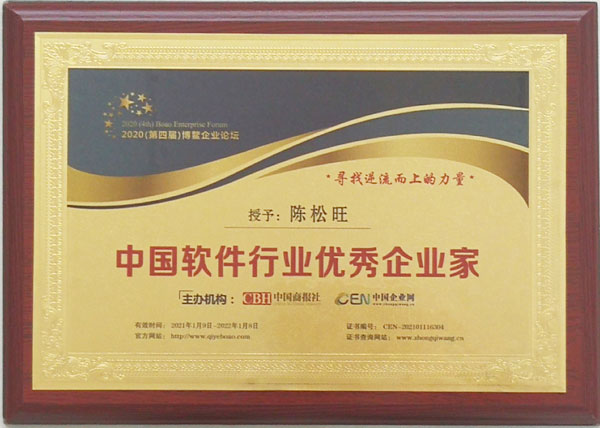 2020 (4th) Boao Enterprise Forum
2020(第四届)博鳌企业论坛
·寻找逆流而上的力量·
授予：陈松旺
中国软件行业优秀企业家
主办机构： CBH 中国商报社 CEN 中国企业网
有效时间： 2021年1月9日-2022年1月9日 证书编号： CEN-202101116304
官方网站： http://www.qiyeboao.com 证书查询网站： www.zhongqiwang.cn